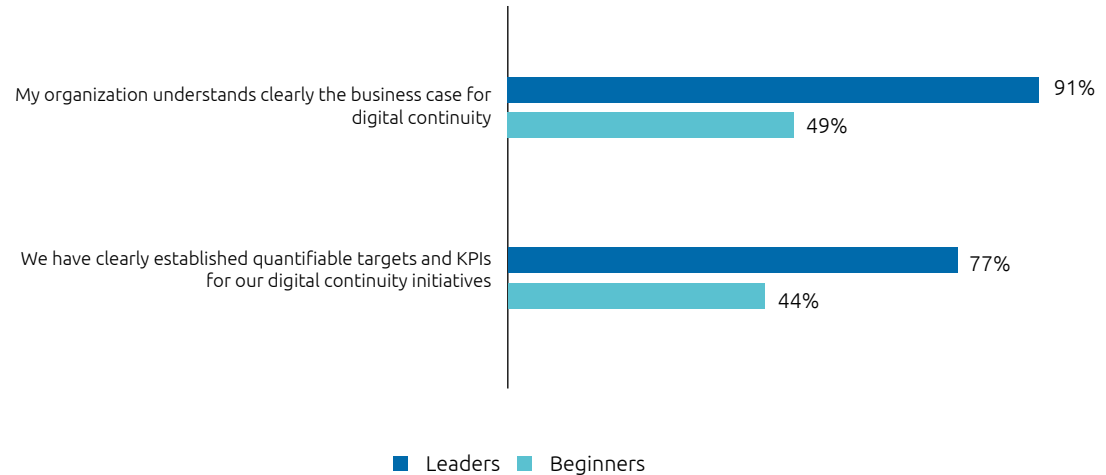 My organization understands clearly the business case for
digital continuity
91%
49%
We have clearly established quantifiable targets and KPIs
for our digital continuity initiatives
77%
44%
Leaders Beginners